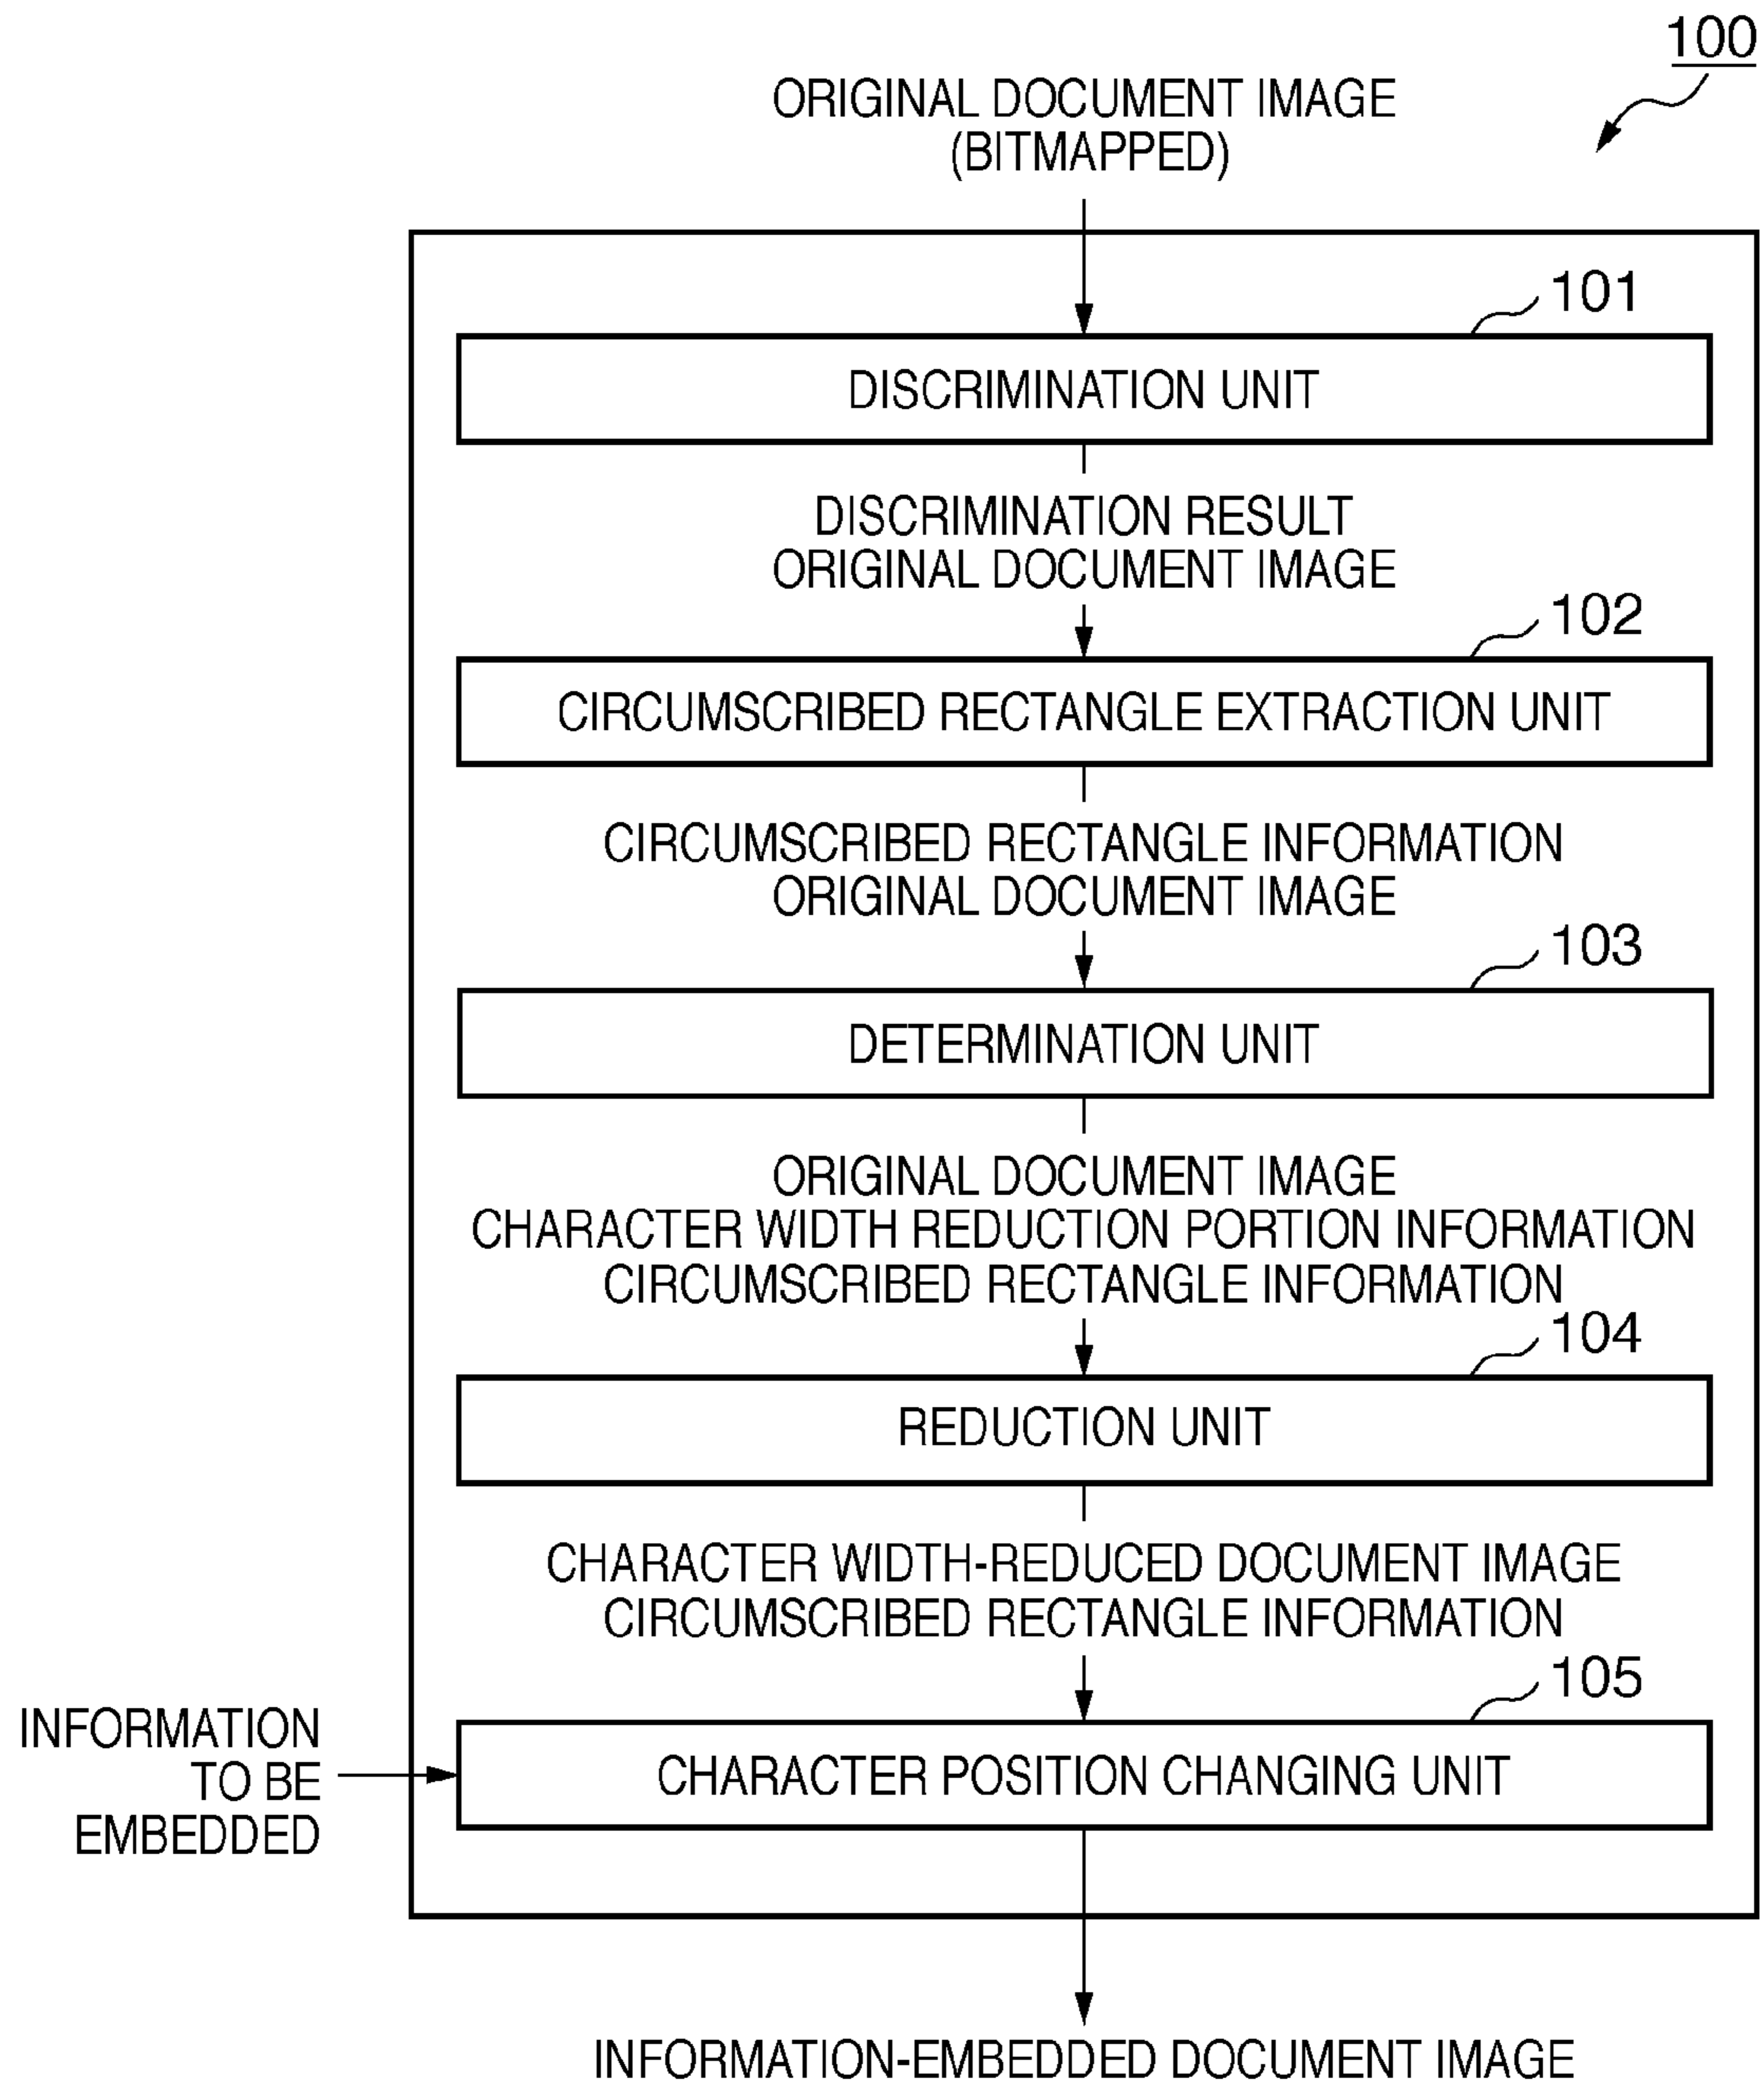 100
ORIGINAL DOCUMENT IMAGE
(BITMAPPED)
101
DISCRIMINATION UNIT
DISCRIMINATION RESULT
ORIGINAL DOCUMENT IMAGE
102
CIRCUMSCRIBED RECTANGLE EXTRACTION UNIT
CIRCUMSCRIBED RECTANGLE INFORMATION
ORIGINAL DOCUMENT IMAGE
103
DETERMINATION UNIT
ORIGINAL DOCUMENT IMAGE
CHARACTER WIDTH REDUCTION PORTION INFORMATION
CIRCUMSCRIBED RECTANGLE INFORMATION
104
REDUCTION UNIT
CHARACTER WIDTH-REDUCED DOCUMENT IMAGE
CIRCUMSCRIBED RECTANGLE INFORMATION
105
INFORMATION
TO BE
EMBEDDED
CHARACTER POSITION CHANGING UNIT
INFORMATION-EMBEDDED DOCUMENT IMAGE